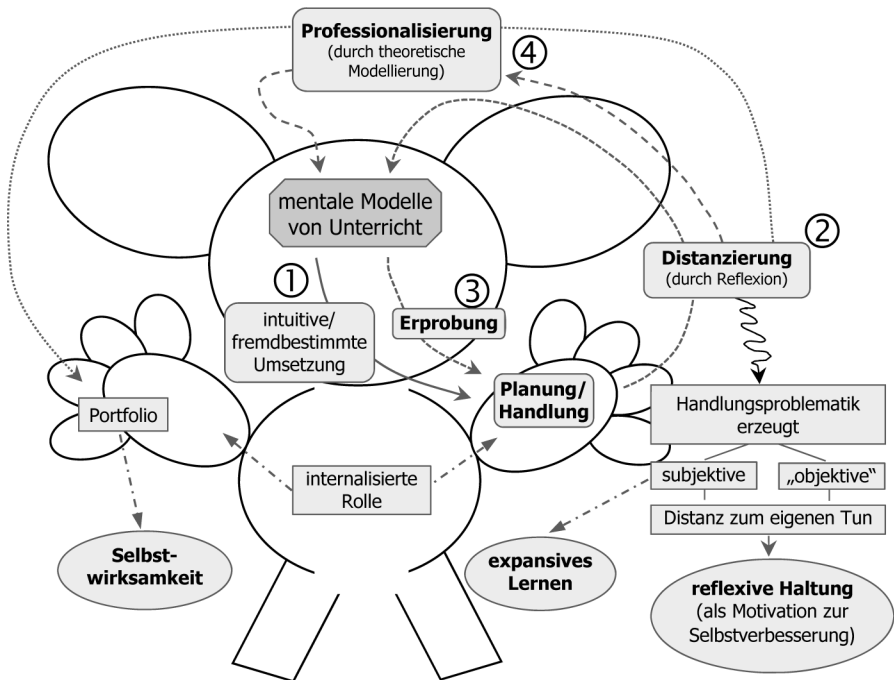 Professionalisierung
(durch theoretische
Modellierung)
④
mentale Modelle
von Unterricht
②
Distanzierung
(durch Reflexion)
①
intuitive/
fremdbestimmte
Umsetzung
③
Erprobung
Planung/
Handlung
Portfolio
Handlungsproblematik
erzeugt
internalisierte
Rolle
subjektive
„objektive“
Distanz zum eigenen Tun
Selbst-
wirksamkeit
expansives
Lernen
reflexive Haltung
(als Motivation zur
Selbstverbesserung)